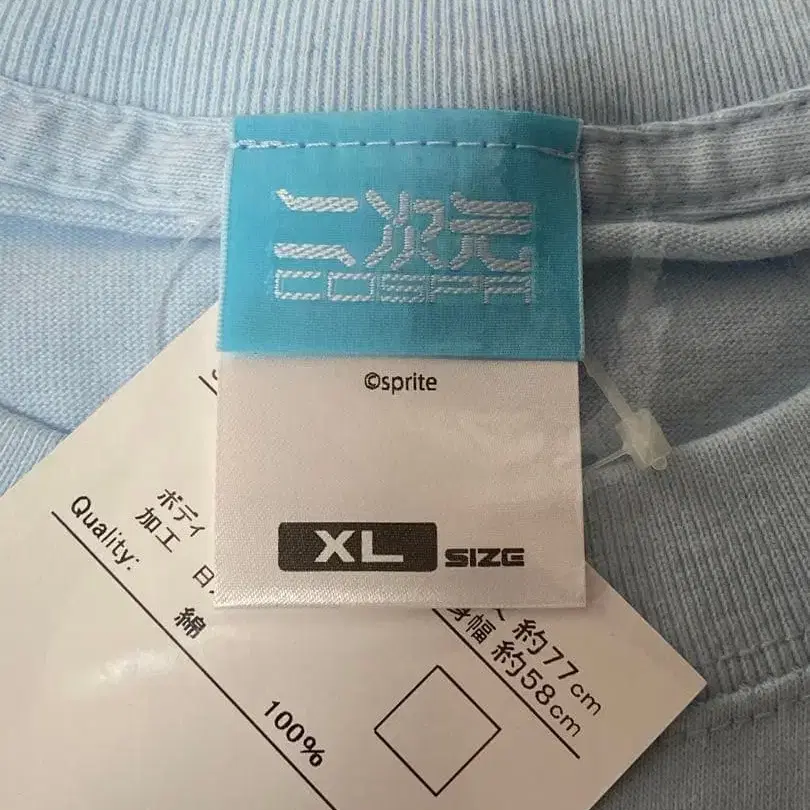 二次元
COSPA
©sprite
XL SIZE
ボディ
加工 日
Quality:
綿
100%
約77cm
身幅 約58cm